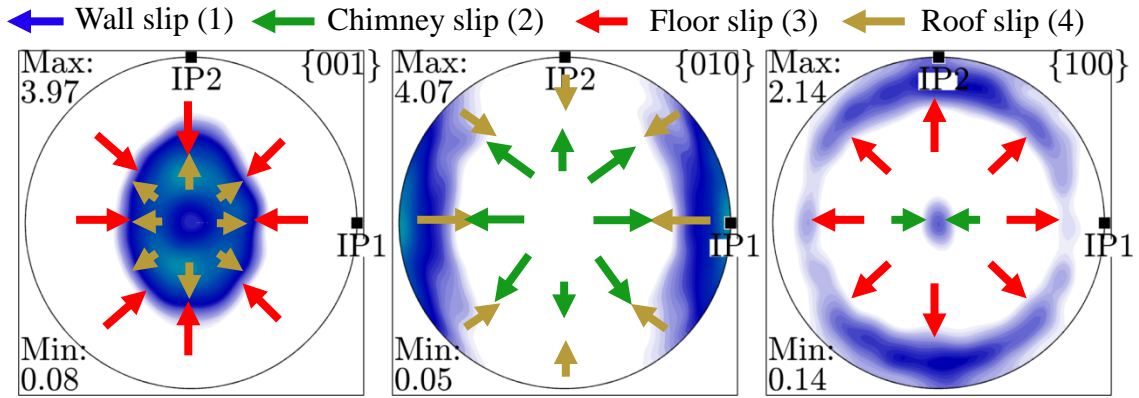 Wall slip (1) Chimney slip (2) Floor slip (3) Roof slip (4)
Max: {001} Max: {010} Max: {100}
3.97 IP2 4.07 IP2 2.14 IP2
IP1 IP1 IP1
Min: Min: Min:
0.08 0.05 0.14